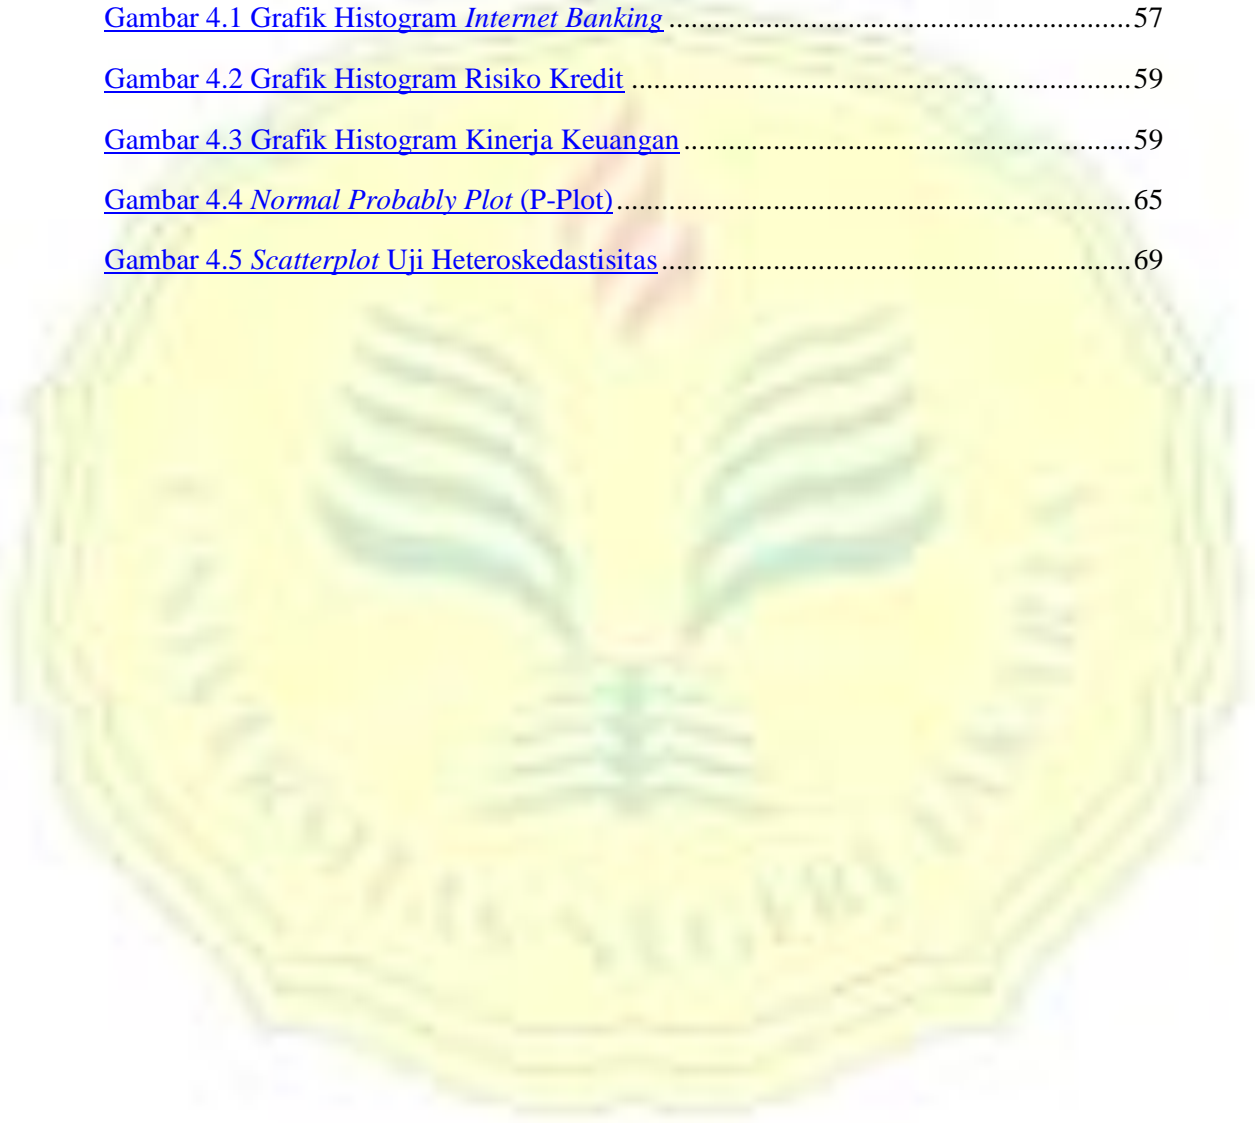 Gambar 4.1 Grafik Histogram Internet Banking ........................................................................ 57
Gambar 4.2 Grafik Histogram Risiko Kredit ........................................................................ 59
Gambar 4.3 Grafik Histogram Kinerja Keuangan ........................................................................ 59
Gambar 4.4 Normal Probably Plot (P-Plot) ........................................................................ 65
Gambar 4.5 Scatterplot Uji Heteroskedastisitas ........................................................................ 69